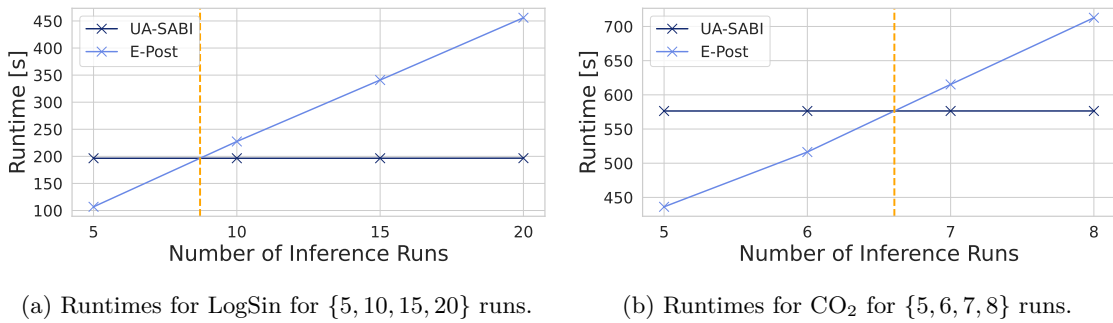 450
400
350
300
250
200
150
100
Runtime [s]
UA-SABI
E-Post
5
10
15
20
Number of Inference Runs
(a) Runtimes for LogSin for {5, 10, 15, 20} runs.
700
650
600
550
500
450
Runtime [s]
UA-SABI
E-Post
5
6
7
8
Number of Inference Runs
(b) Runtimes for CO₂ for {5, 6, 7, 8} runs.